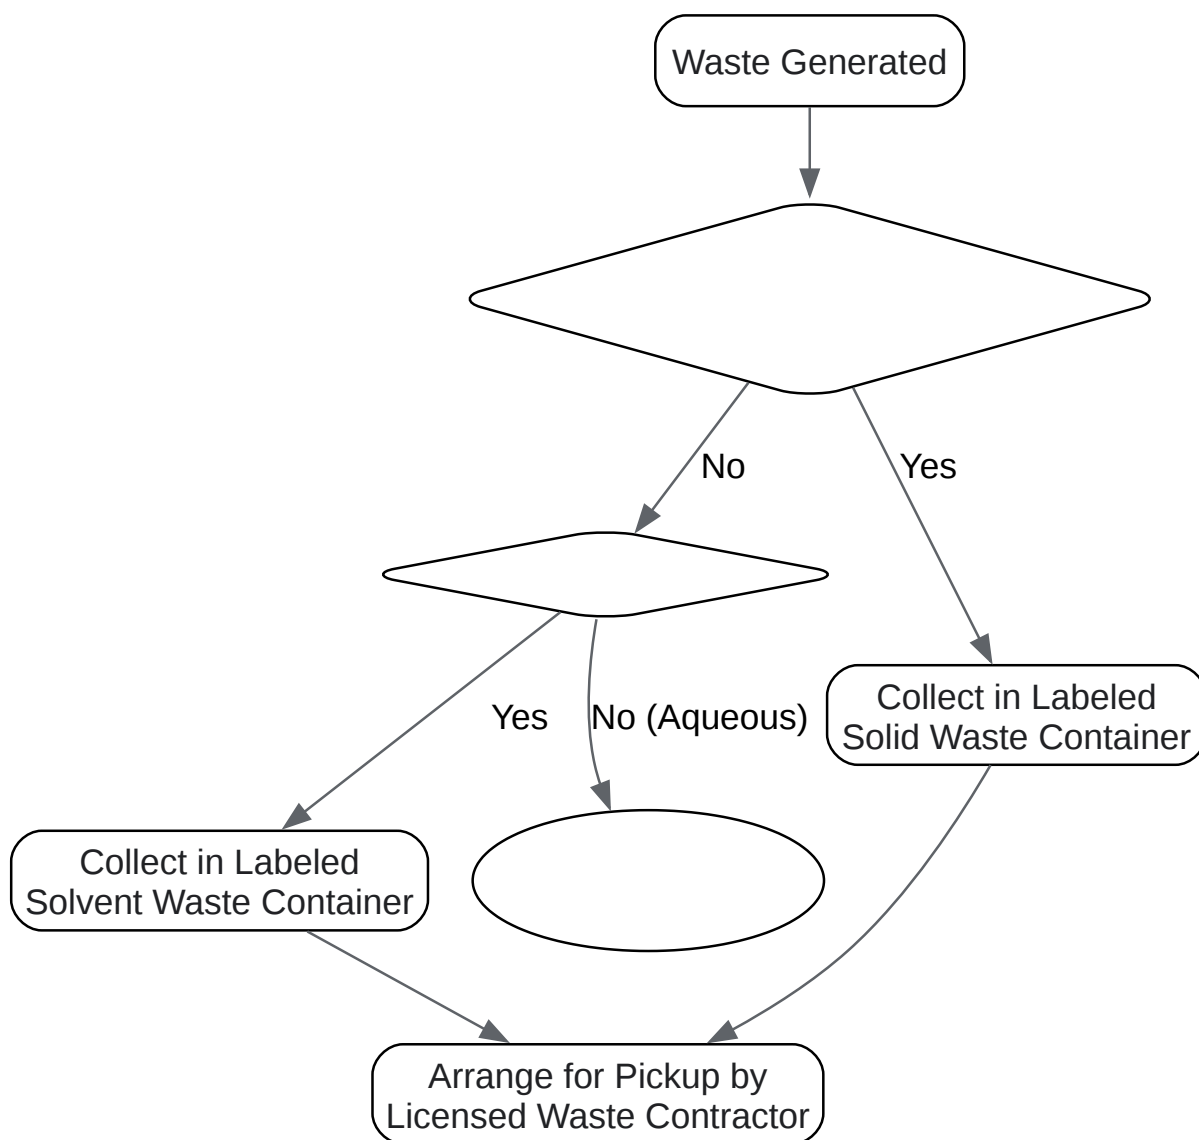 Waste Generated
No
Yes
Yes
No (Aqueous)
Collect in Labeled
Solid Waste Container
Collect in Labeled
Solvent Waste Container
Arrange for Pickup by
Licensed Waste Contractor